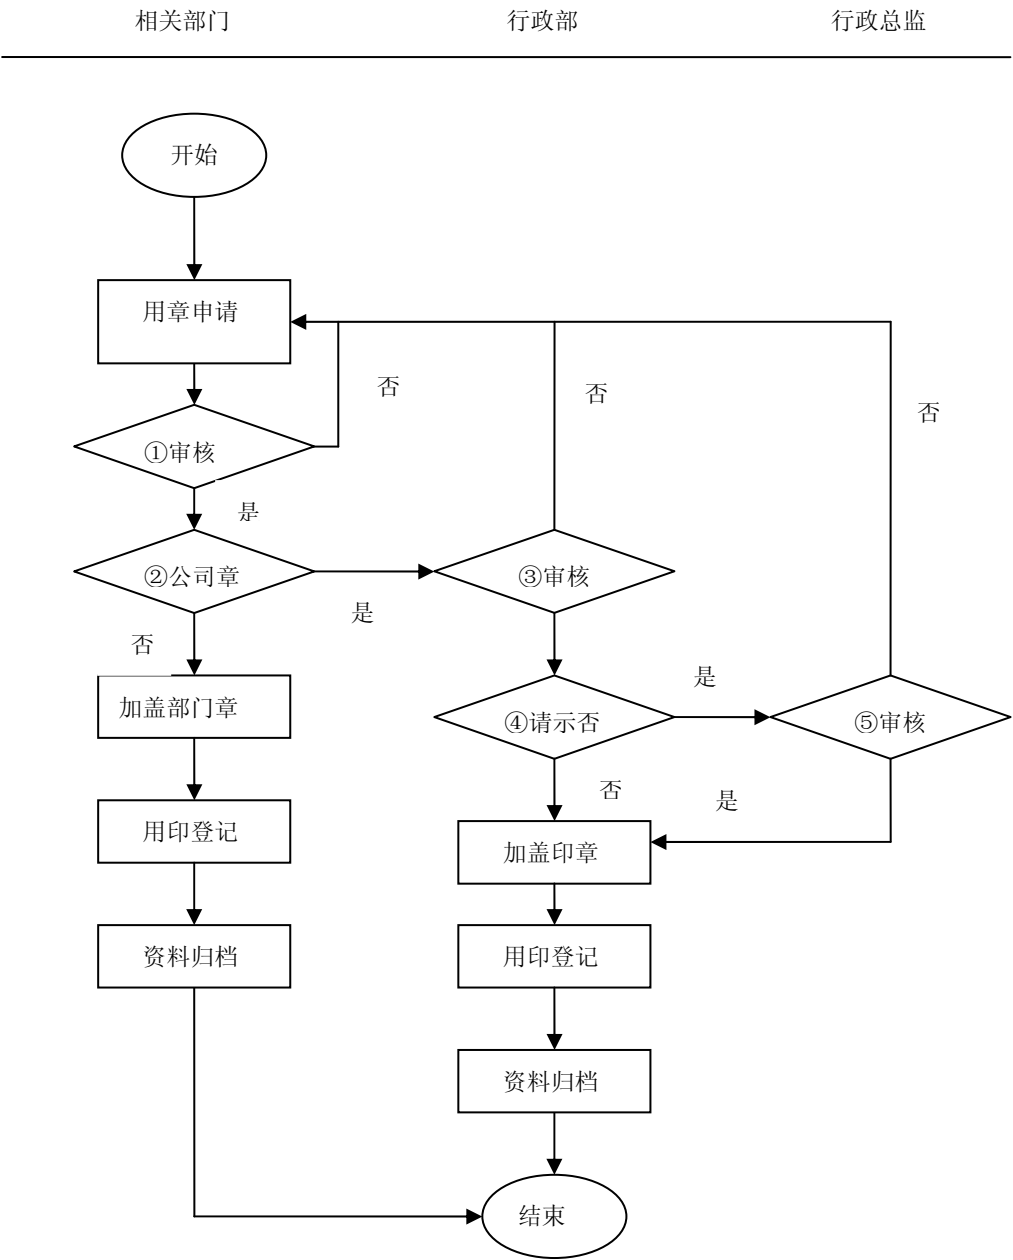 相关部门
行政部
行政总监
开始
用章申请
否
否
否
①审核
是
②公司章
③审核
是
否
是
加盖部门章
④请示否
⑤审核
否
是
用印登记
加盖印章
资料归档
用印登记
资料归档
结束